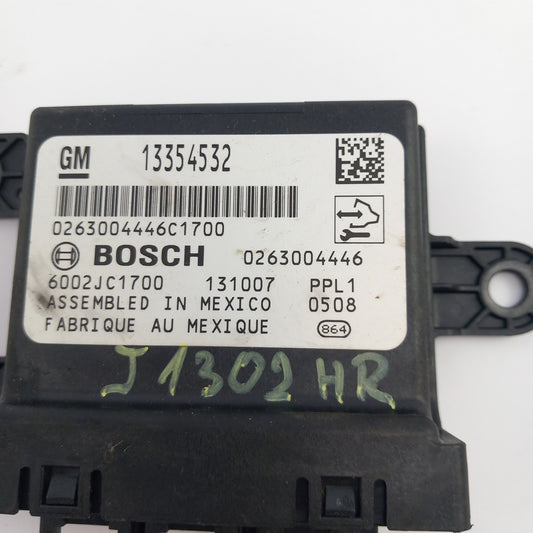 GM 13354532
0263004446C1700
BOSCH 0263004446
6002JC1700 131007 PPL1
ASSEMBLED IN MEXICO 0508
FABRIQUE AU MEXIQUE 864
J1302HR